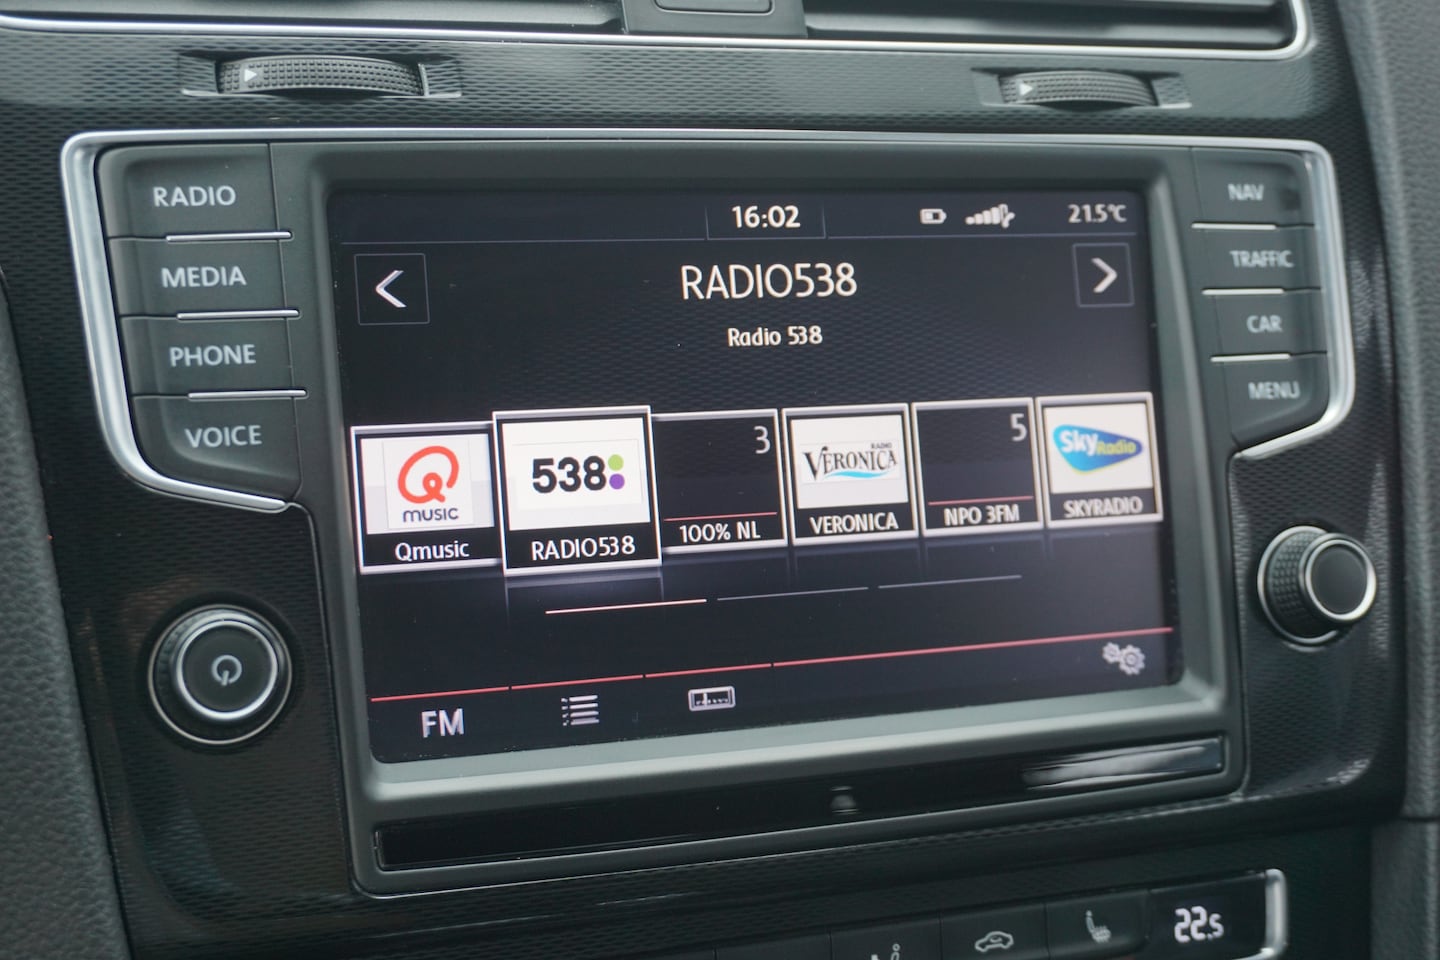 RADIO
MEDIA
PHONE
VOICE
NAV
TRAFFIC
CAR
MENU
16:02
21.5°C
RADIO538
Radio 538
Q
music
Qmusic
538
RADIO538
3
100% NL
RADIO
VERONICA
VERONICA
5
NPO 3FM
Sky Radio
SKYRADIO
FM
22.5